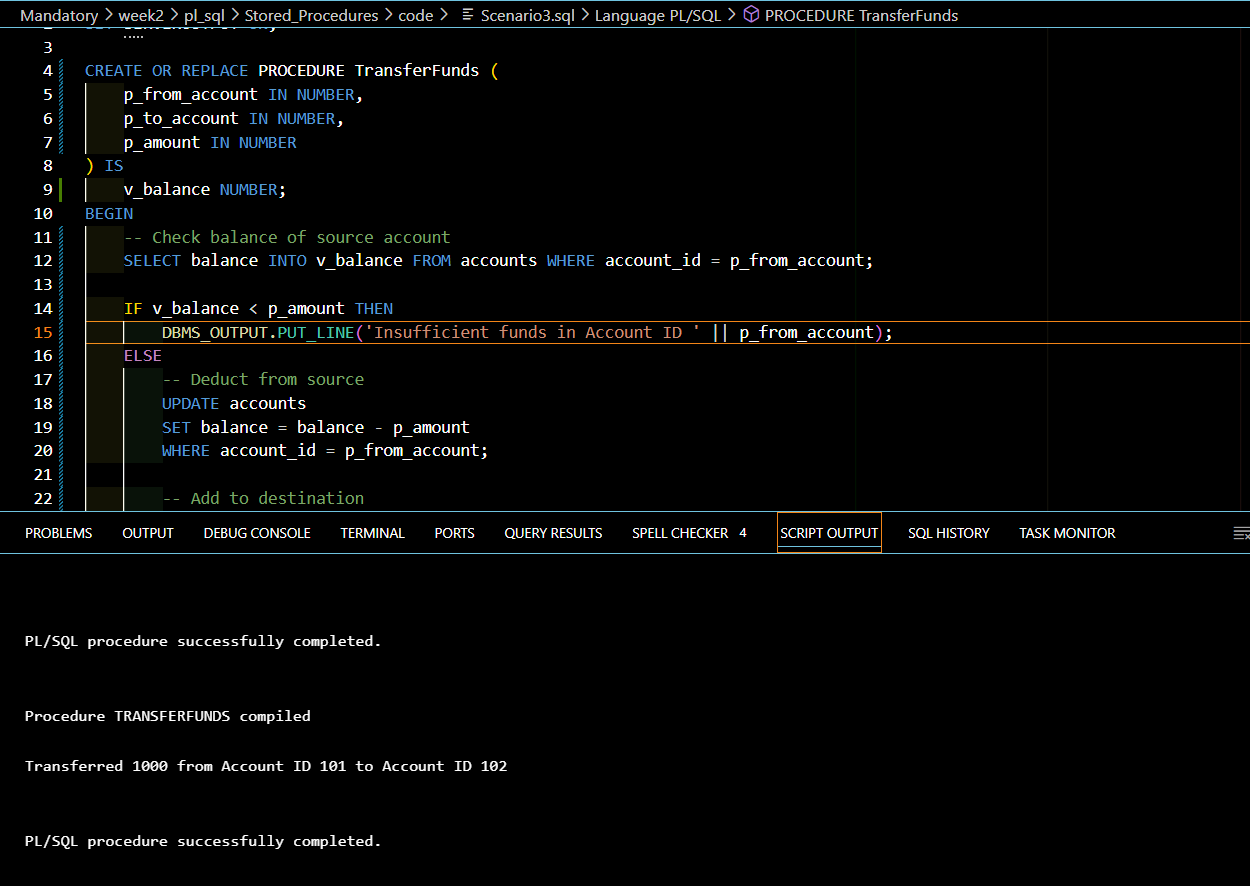 Mandatory > week2 > pl_sql > Stored_Procedures > code > Scenario3.sql > Language PL/SQL > PROCEDURE TransferFunds
3
4 CREATE OR REPLACE PROCEDURE TransferFunds (
5     p_from_account IN NUMBER,
6     p_to_account IN NUMBER,
7     p_amount IN NUMBER
8 ) IS
9     v_balance NUMBER;
10 BEGIN
11     -- Check balance of source account
12     SELECT balance INTO v_balance FROM accounts WHERE account_id = p_from_account;
13
14     IF v_balance < p_amount THEN
15         DBMS_OUTPUT.PUT_LINE('Insufficient funds in Account ID ' || p_from_account);
16     ELSE
17         -- Deduct from source
18         UPDATE accounts
19         SET balance = balance - p_amount
20         WHERE account_id = p_from_account;
21
22         -- Add to destination
PROBLEMS OUTPUT DEBUG CONSOLE TERMINAL PORTS QUERY RESULTS SPELL CHECKER 4 SCRIPT OUTPUT SQL HISTORY TASK MONITOR
PL/SQL procedure successfully completed.
Procedure TRANSFERFUNDS compiled
Transferred 1000 from Account ID 101 to Account ID 102
PL/SQL procedure successfully completed.